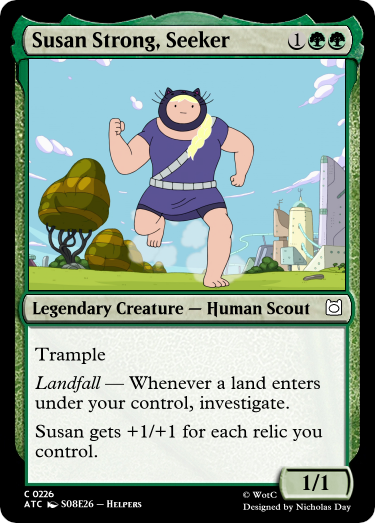 Susan Strong, Seeker 1
Legendary Creature — Human Scout
Trample
Landfall — Whenever a land enters
under your control, investigate.
Susan gets +1/+1 for each relic you
control.
1/1
C 0226
ATC S08E26 – Helpers
© WotC
Designed by Nicholas Day